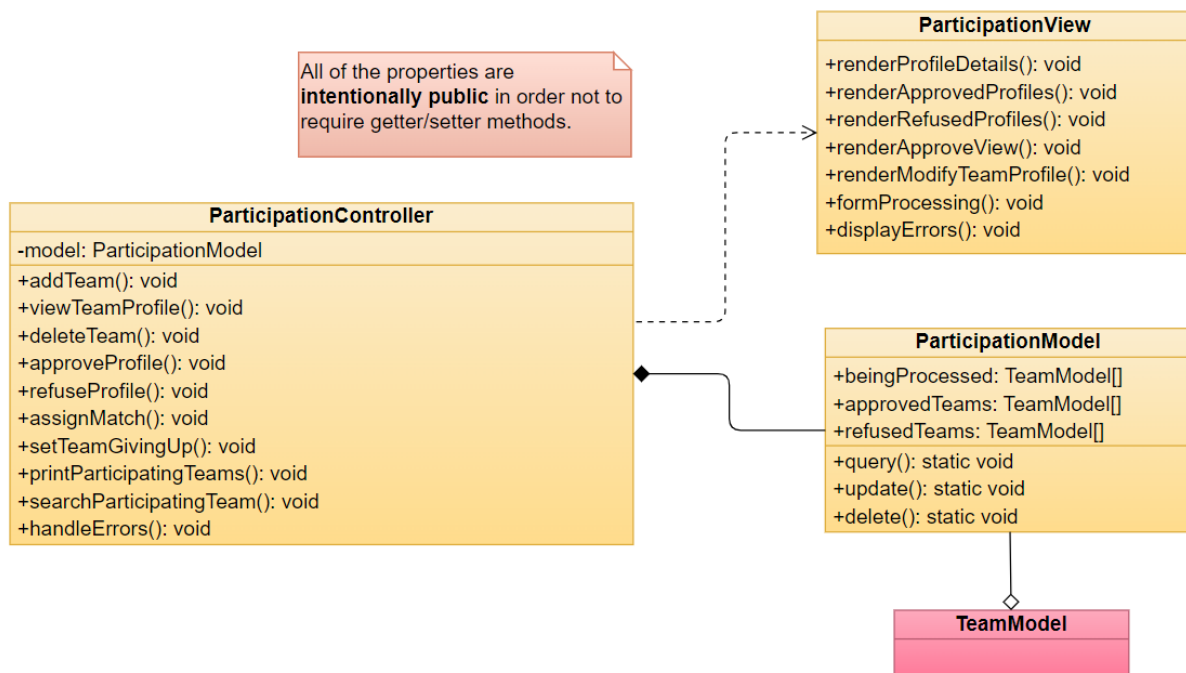 All of the properties are
intentionally public in order not to
require getter/setter methods.
ParticipationView
+renderProfileDetails(): void
+renderApprovedProfiles(): void
+renderRefusedProfiles(): void
+renderApproveView(): void
+renderModifyTeamProfile(): void
+formProcessing(): void
+displayErrors(): void
ParticipationController
-model: ParticipationModel
+addTeam(): void
+viewTeamProfile(): void
+deleteTeam(): void
+approveProfile(): void
+refuseProfile(): void
+assignMatch(): void
+setTeamGivingUp(): void
+printParticipatingTeams(): void
+searchParticipatingTeam(): void
+handleErrors(): void
ParticipationModel
+beingProcessed: TeamModel[]
+approvedTeams: TeamModel[]
+refusedTeams: TeamModel[]
+query(): static void
+update(): static void
+delete(): static void
TeamModel